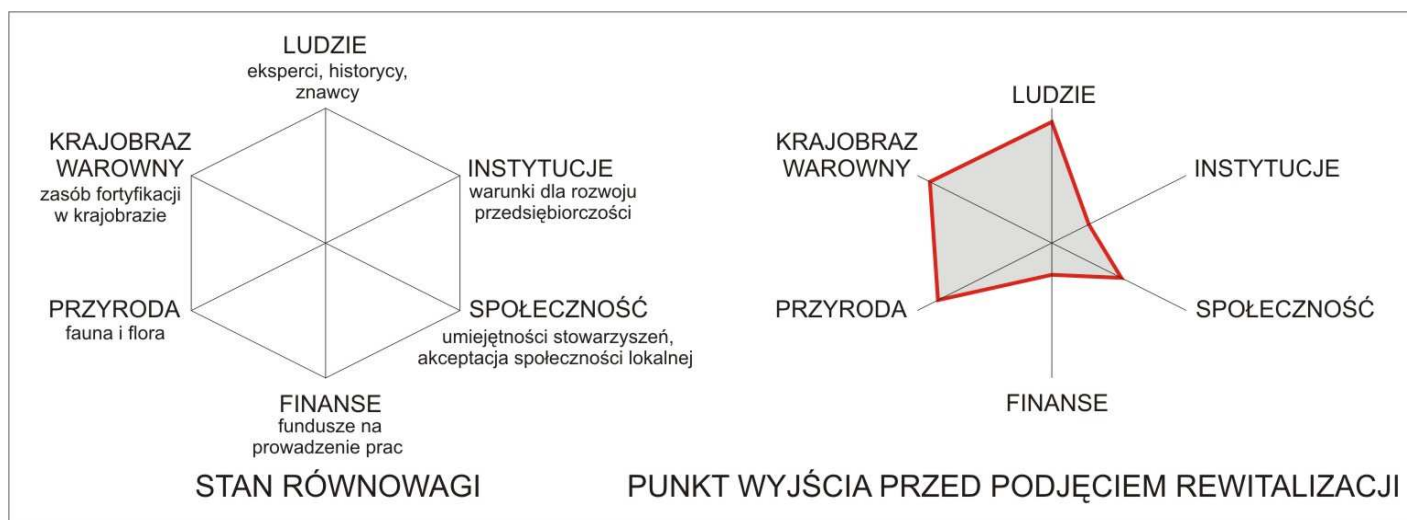 LUDZIE
eksperci, historycy,
znawcy
KRAJOBRAZ
WAROWNY
zasób fortyfikacji
w krajobrazie
INSTYTUCJE
warunki dla rozwoju
przedsiębiorczości
PRZYRODA
fauna i flora
SPOŁECZNOŚĆ
umiejętności stowarzyszeń,
akceptacja społeczności lokalnej
FINANSE
fundusze na
prowadzenie prac
STAN RÓWNOWAGI
LUDZIE
KRAJOBRAZ
WAROWNY
INSTYTUCJE
PRZYRODA
SPOŁECZNOŚĆ
FINANSE
PUNKT WYJŚCIA PRZED PODJĘCIEM REWITALIZACJI